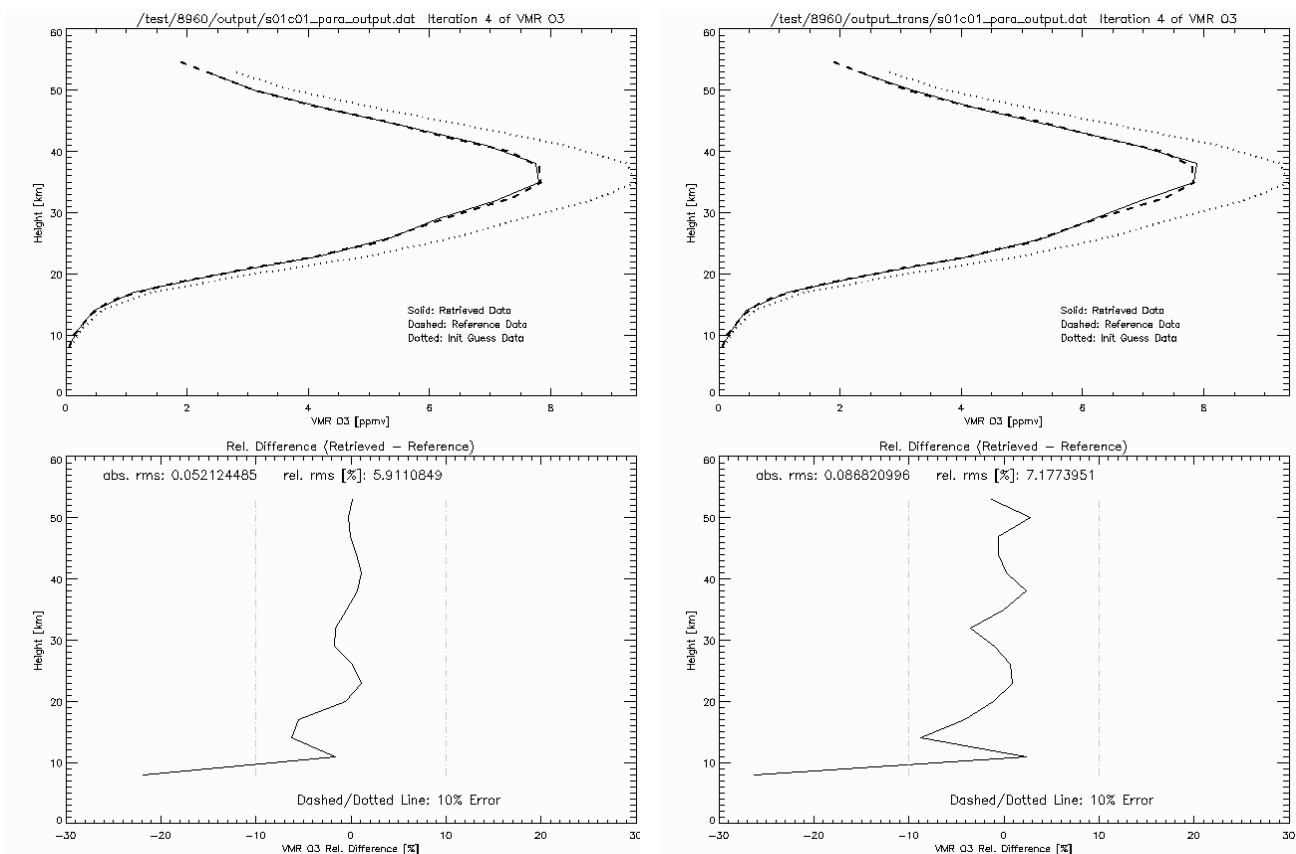 /test/8960/output/s01c01_para_output.dat Iteration 4 of VMR O3
60
50
40
30
20
10
0
Height [km]
Solid: Retrieved Data
Dashed: Reference Data
Dotted: Init Guess Data
0 2 4 6 8
VMR O3 [ppmv]
/test/8960/output_trans/s01c01_para_output.dat Iteration 4 of VMR O3
60
50
40
30
20
10
0
Height [km]
Solid: Retrieved Data
Dashed: Reference Data
Dotted: Init Guess Data
0 2 4 6 8
VMR O3 [ppmv]
Rel. Difference (Retrieved - Reference)
abs. rms: 0.052124485 rel. rms [%]: 5.9110849
60
50
40
30
20
10
0
Height [km]
Dashed/Dotted Line: 10% Error
-30 -20 -10 0 10 20 30
VMR O3 Rel. Difference [%]
Rel. Difference (Retrieved - Reference)
abs. rms: 0.086820996 rel. rms [%]: 7.1773951
60
50
40
30
20
10
0
Height [km]
Dashed/Dotted Line: 10% Error
-30 -20 -10 0 10 20 30
VMR O3 Rel. Difference [%]